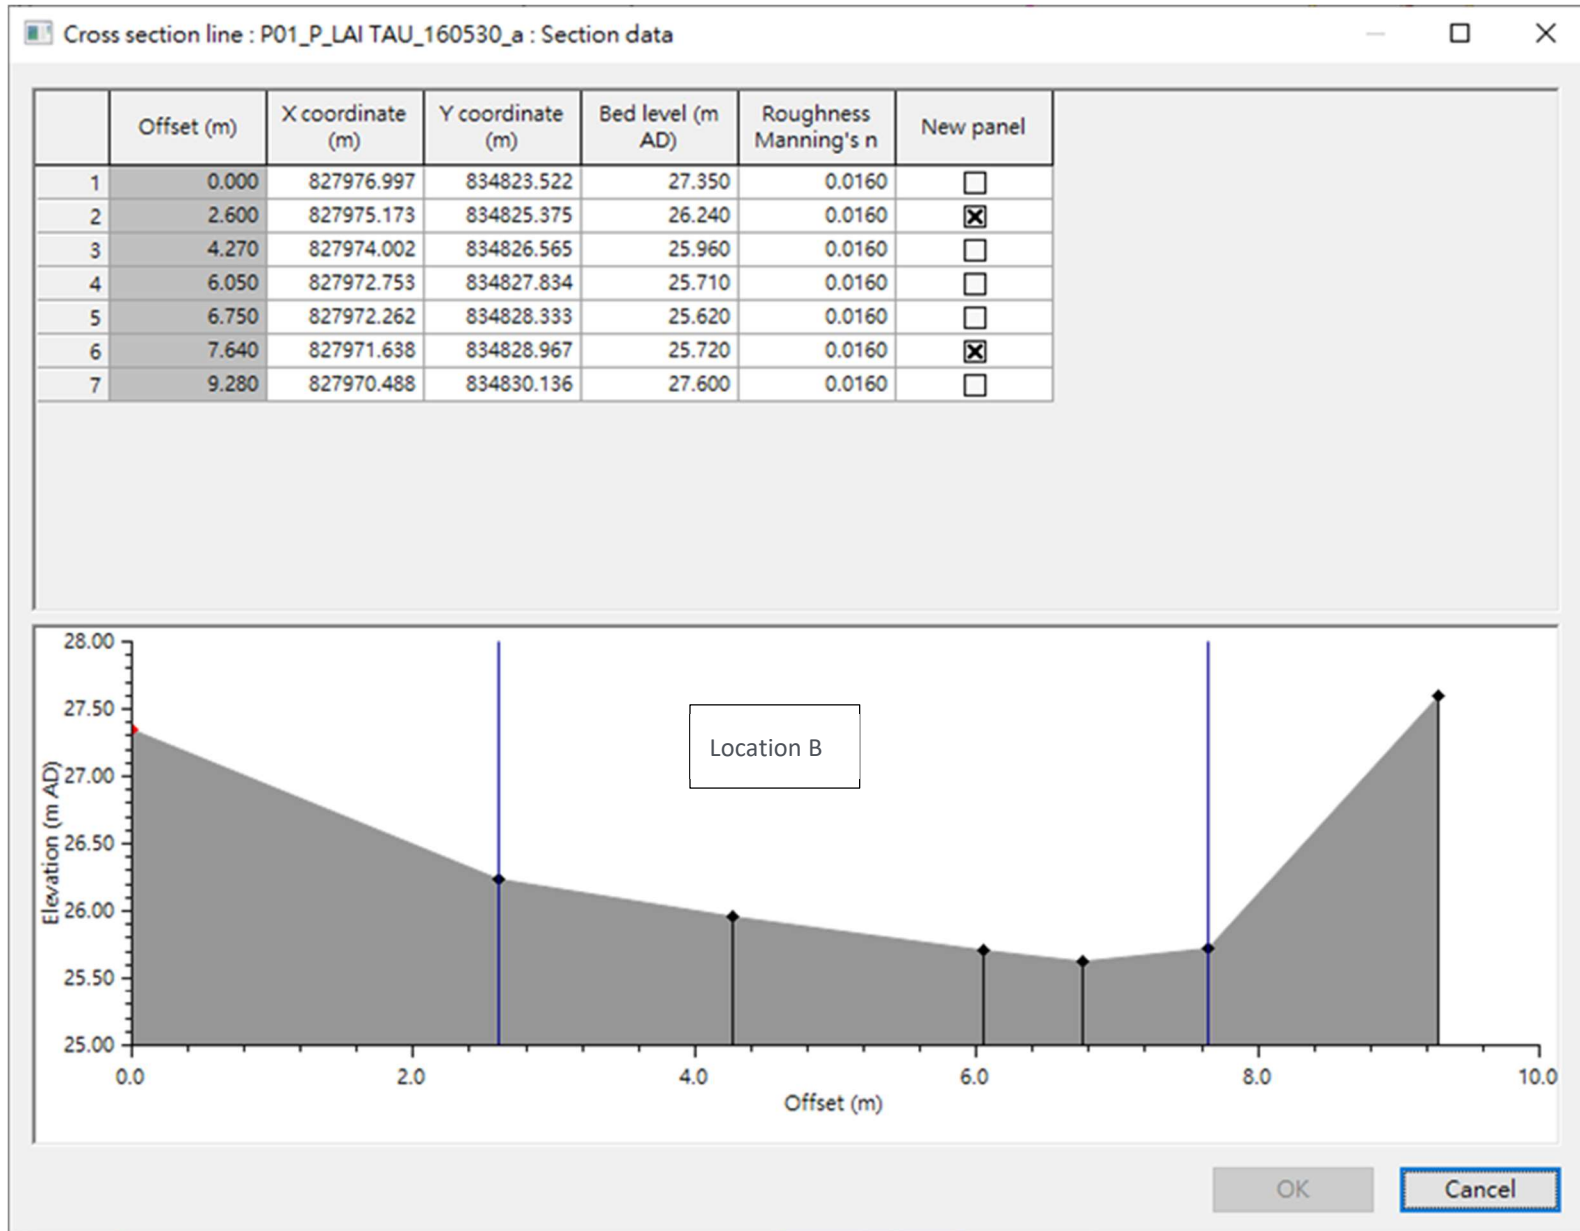 Cross section line : P01_P_LAI TAU_160530_a : Section data
Offset (m) X coordinate (m) Y coordinate (m) Bed level (m AD) Roughness Manning's n New panel
1 0.000 827976.997 834823.522 27.350 0.0160
2 2.600 827975.173 834825.375 26.240 0.0160
3 4.270 827974.002 834826.565 25.960 0.0160
4 6.050 827972.753 834827.834 25.710 0.0160
5 6.750 827972.262 834828.333 25.620 0.0160
6 7.640 827971.638 834828.967 25.720 0.0160
7 9.280 827970.488 834830.136 27.600 0.0160
28.00
27.50
Location B
27.00
26.50
26.00
25.50
25.00
Elevation (m AD)
0.0 2.0 4.0 6.0 8.0 10.0
Offset (m)
OK Cancel